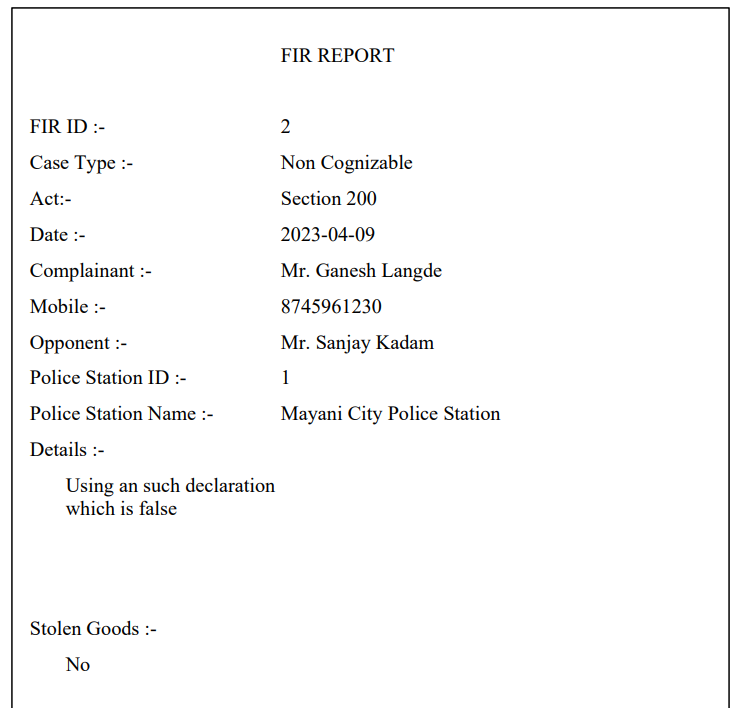 FIR REPORT
FIR ID :- 2
Case Type :- Non Cognizable
Act:- Section 200
Date :- 2023-04-09
Complainant :- Mr. Ganesh Langde
Mobile :- 8745961230
Opponent :- Mr. Sanjay Kadam
Police Station ID :- 1
Police Station Name :- Mayani City Police Station
Details :-
Using an such declaration
which is false
Stolen Goods :-
No